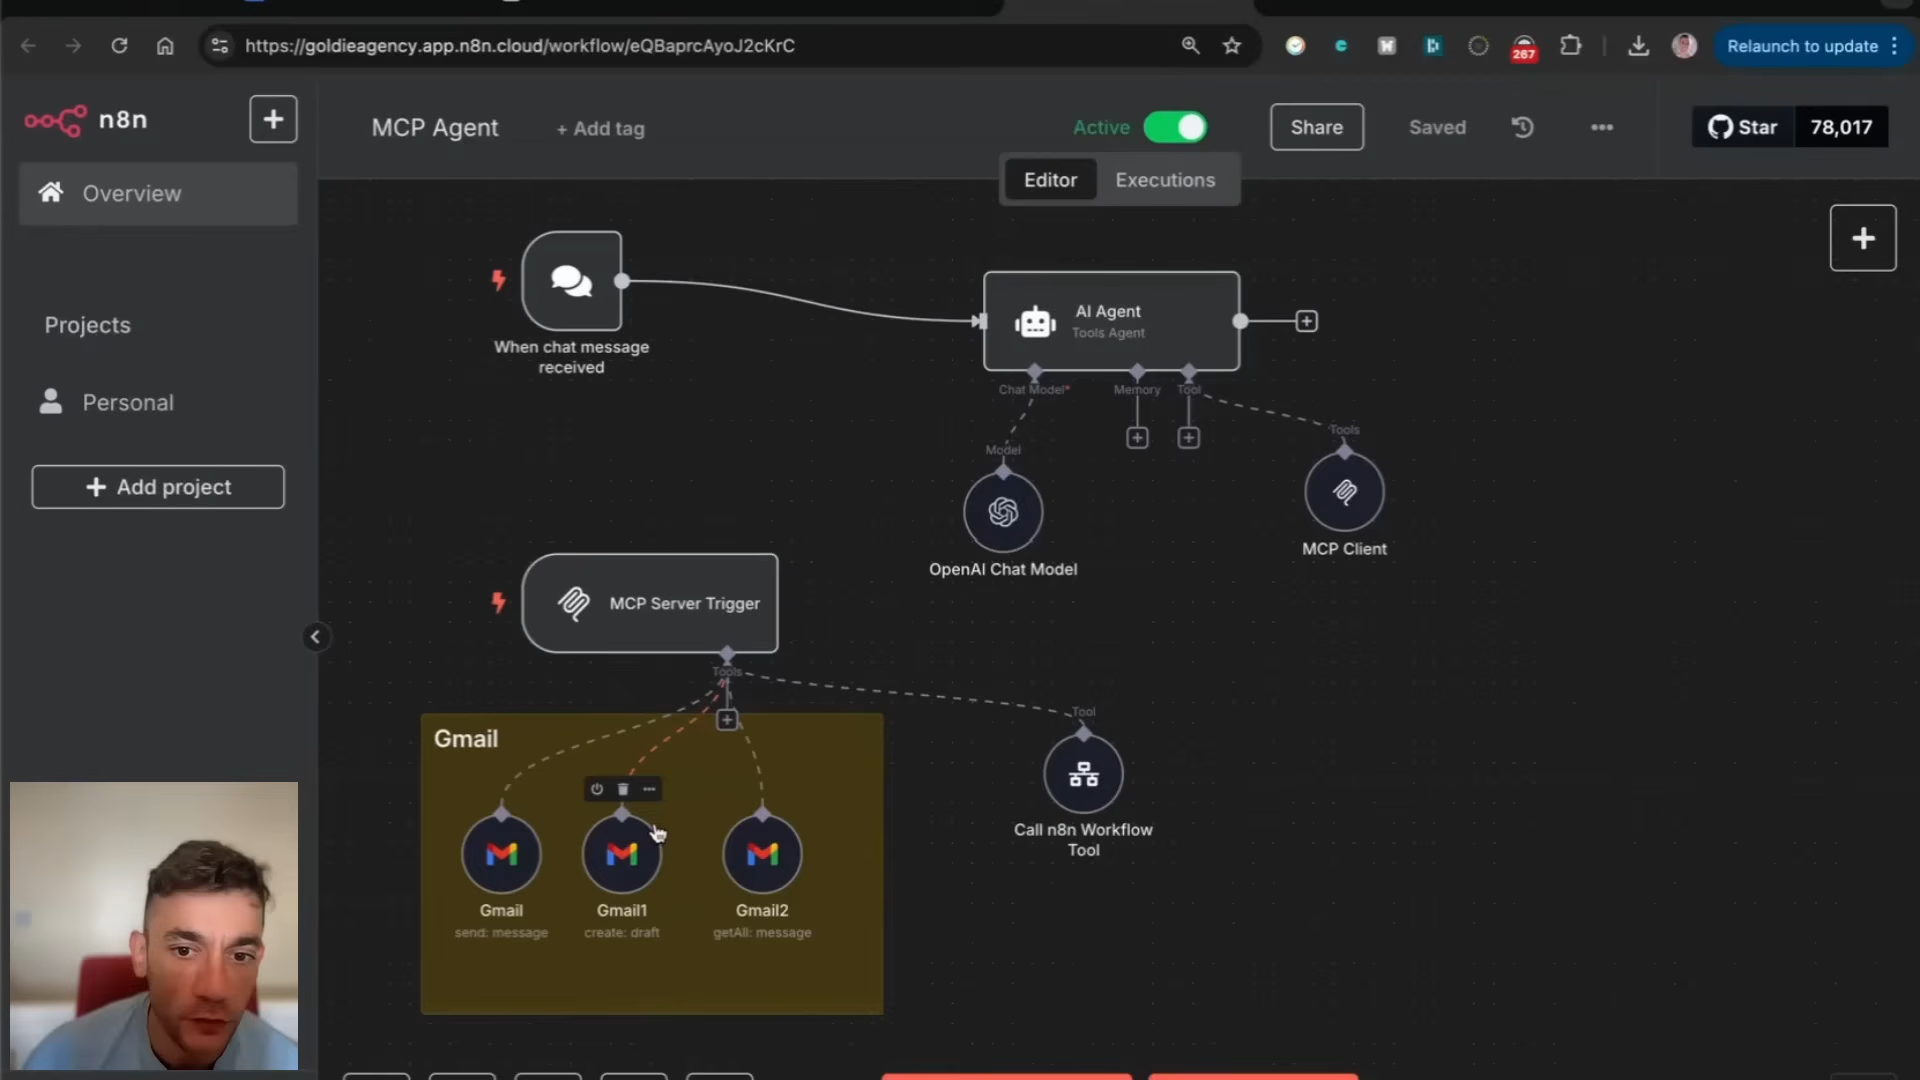 https://goldieagency.app.n8n.cloud/workflow/eQBaprcAyoJ2cKrC
267
Relaunch to update
n8n
MCP Agent
+ Add tag
Active
Share
Saved
Star
78,017
Editor
Executions
Overview
Projects
Personal
Add project
When chat message
received
AI Agent
Tools Agent
Chat Model*
Memory
Tool
Model
Tools
OpenAI Chat Model
MCP Client
MCP Server Trigger
Tools
Tool
Gmail
Call n8n Workflow
Tool
Gmail
send: message
Gmail1
create: draft
Gmail2
getAll: message